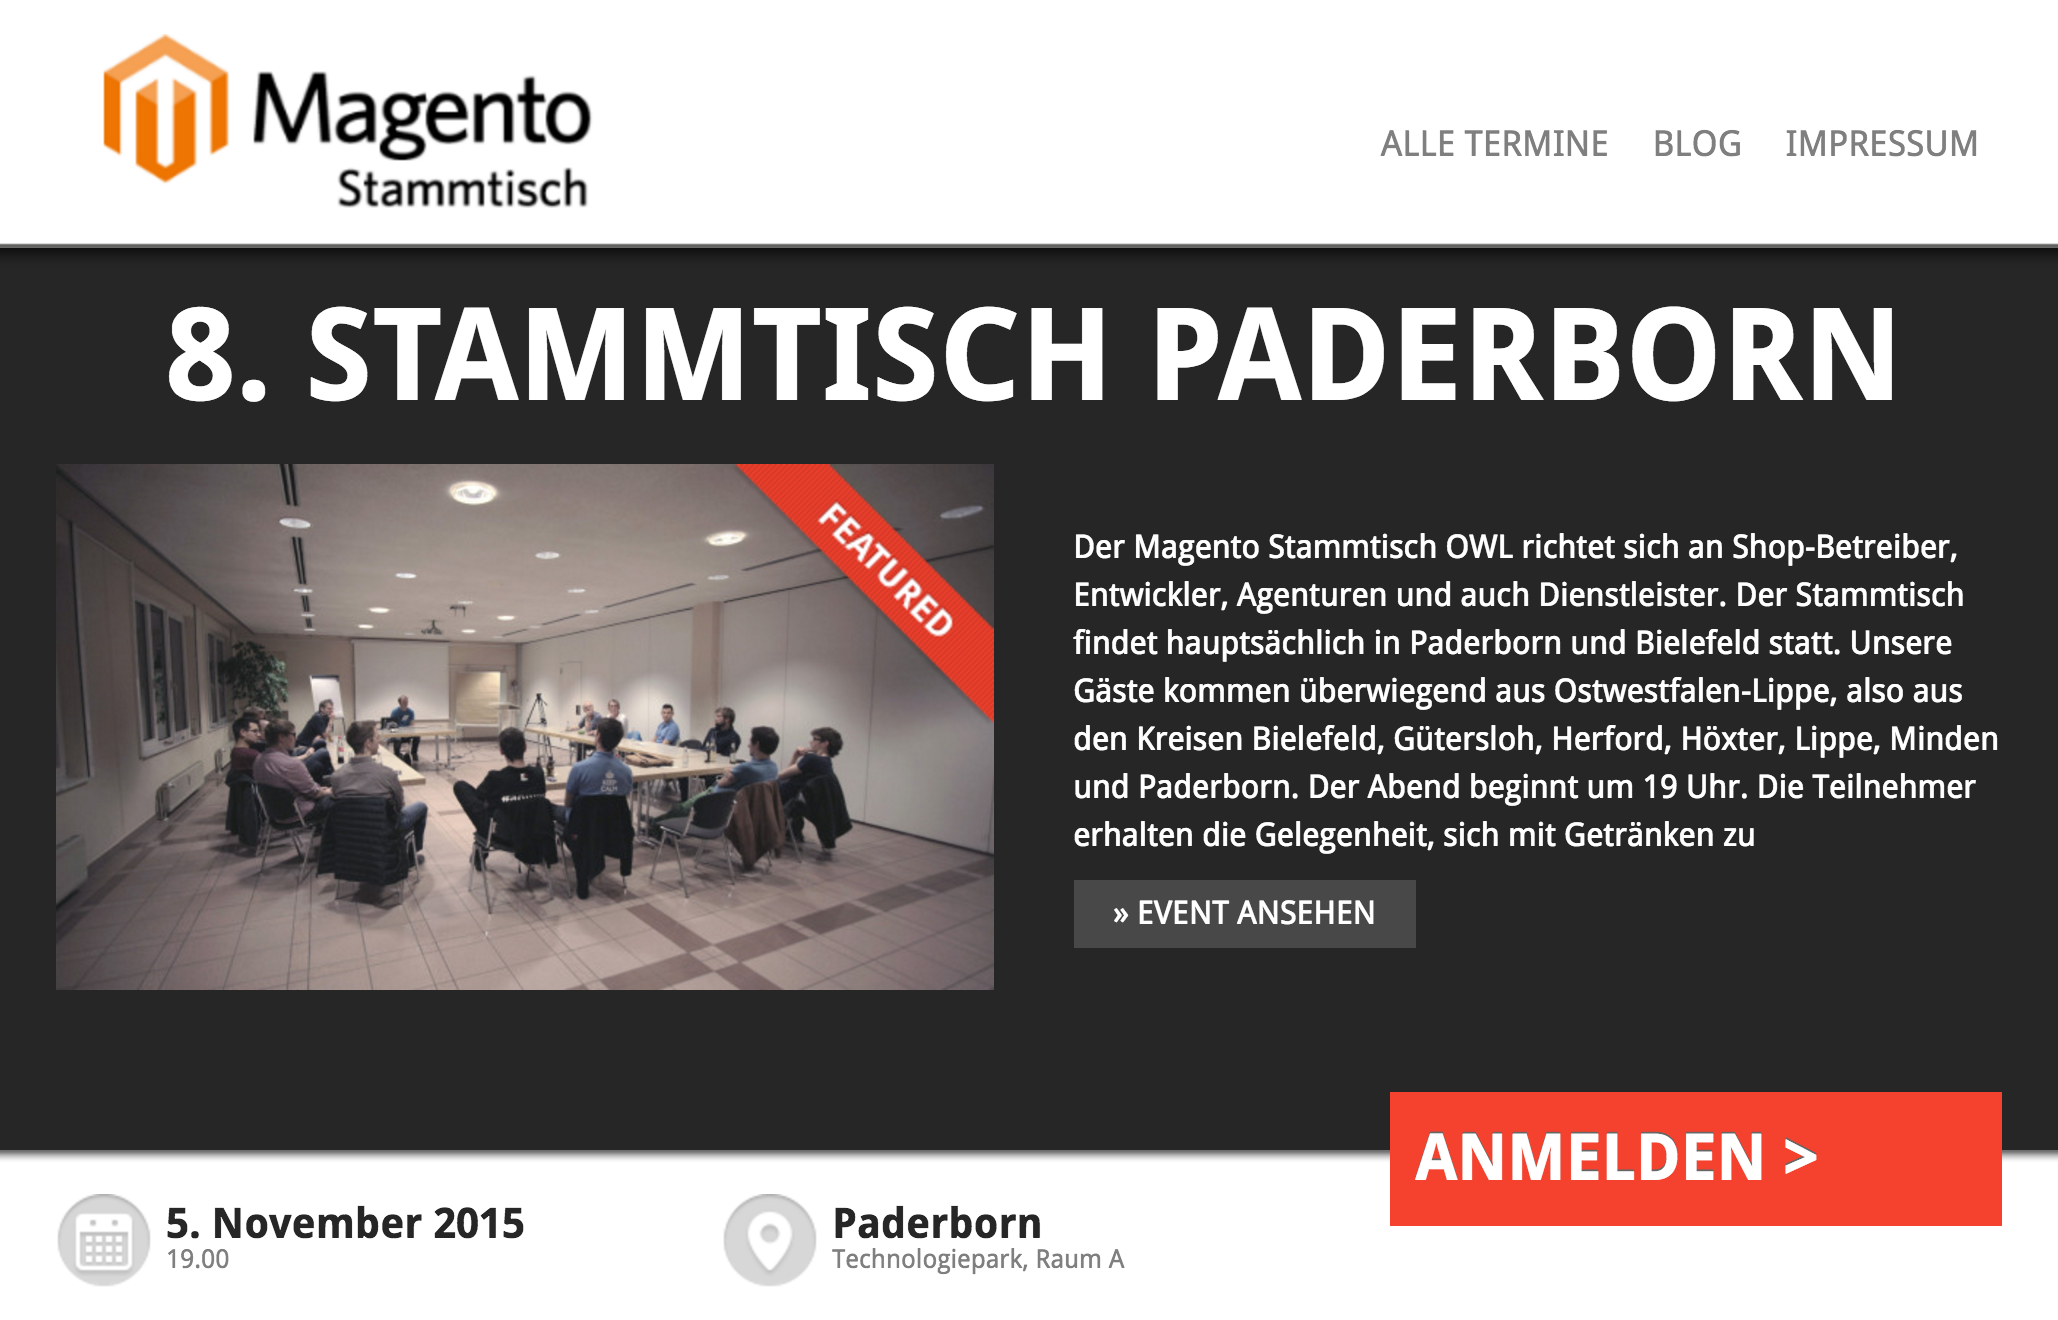 Magento
Stammtisch
ALLE TERMINE BLOG IMPRESSUM
8. STAMMTISCH PADERBORN
FEATURED
KEEP
CALM
Der Magento Stammtisch OWL richtet sich an Shop-Betreiber,
Entwickler, Agenturen und auch Dienstleister. Der Stammtisch
findet hauptsächlich in Paderborn und Bielefeld statt. Unsere
Gäste kommen überwiegend aus Ostwestfalen-Lippe, also aus
den Kreisen Bielefeld, Gütersloh, Herford, Höxter, Lippe, Minden
und Paderborn. Der Abend beginnt um 19 Uhr. Die Teilnehmer
erhalten die Gelegenheit, sich mit Getränken zu
» EVENT ANSEHEN
ANMELDEN >
5. November 2015
19.00
Paderborn
Technologiepark, Raum A